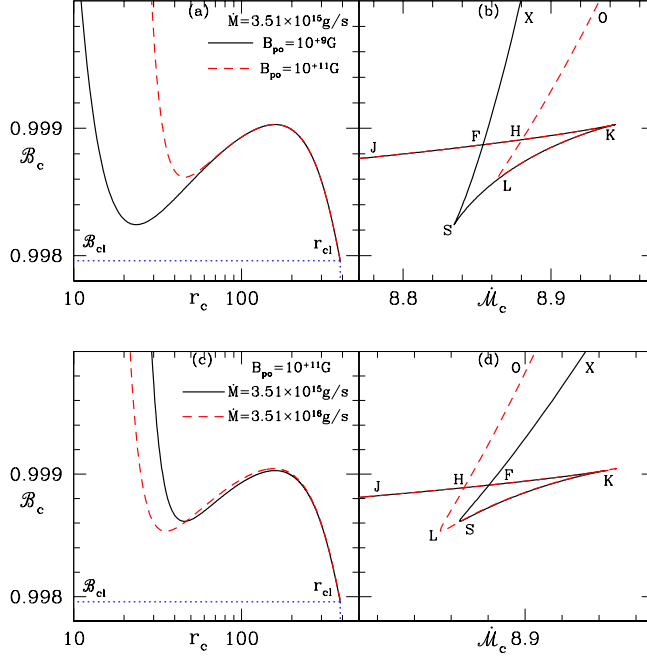 (a)
Ṁ=3.51×10¹⁵g/s
B_po=10⁺⁹G
B_po=10⁺¹¹G
0.999
ℬ_c
0.998
ℬ_cl
r_cl
10
r_c
100
(b)
X
O
F
H
J
K
L
S
8.8
8.9
ℳ̇_c
(c)
B_po=10⁺¹¹G
Ṁ=3.51×10¹⁵g/s
Ṁ=3.51×10¹⁶g/s
0.999
ℬ_c
0.998
ℬ_cl
r_cl
10
r_c
100
(d)
O
X
H
F
J
K
L
S
ℳ̇_c
8.9